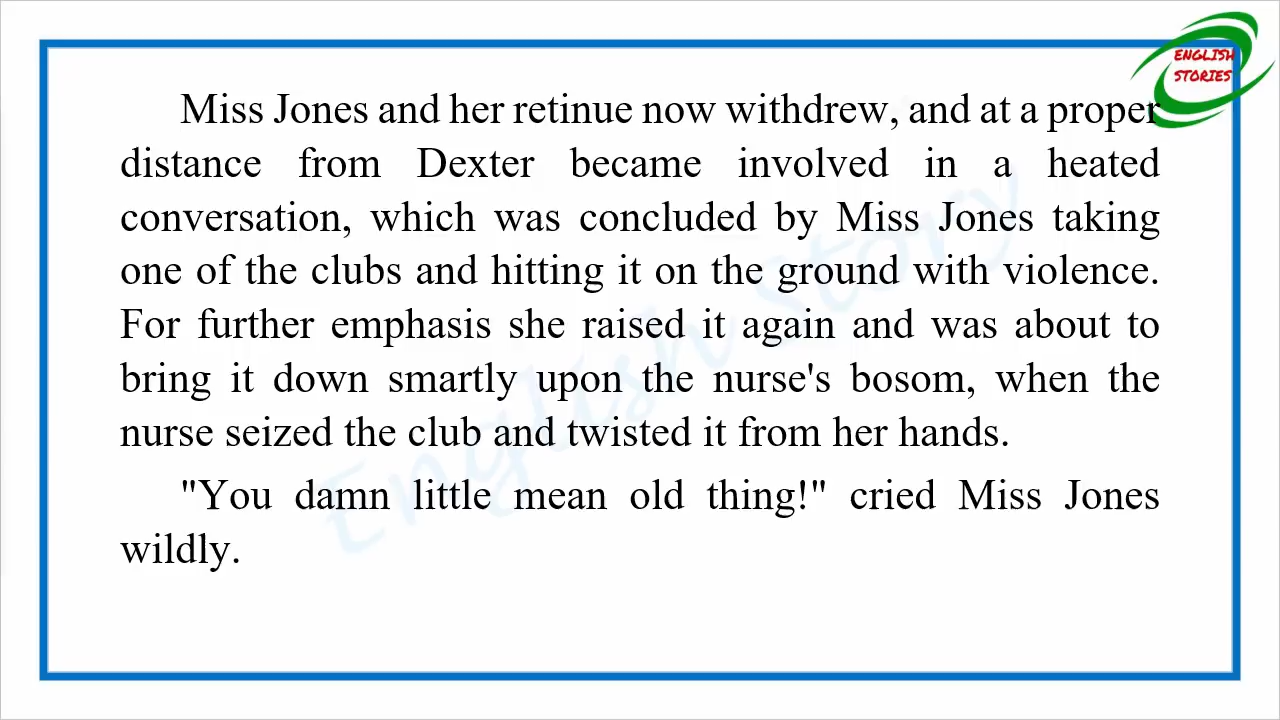 ENGLISH
STORIES
Miss Jones and her retinue now withdrew, and at a proper
distance from Dexter became involved in a heated
conversation, which was concluded by Miss Jones taking
one of the clubs and hitting it on the ground with violence.
For further emphasis she raised it again and was about to
bring it down smartly upon the nurse's bosom, when the
nurse seized the club and twisted it from her hands.
"You damn little mean old thing!" cried Miss Jones
wildly.
English Story